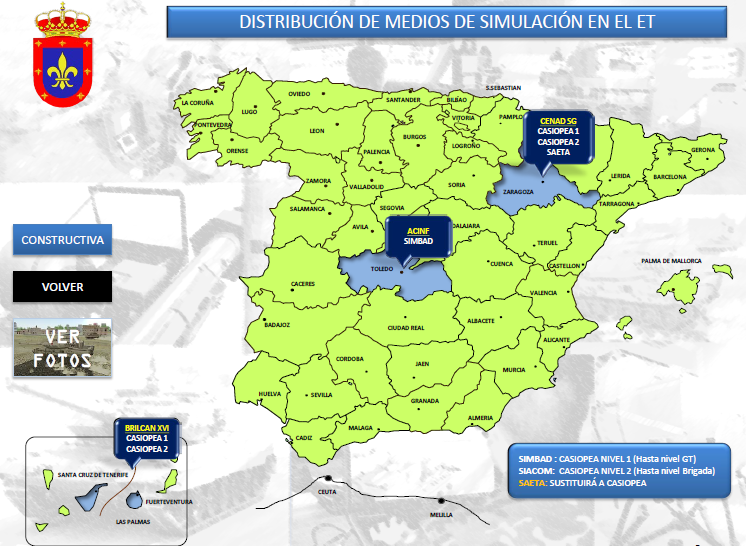 DISTRIBUCIÓN DE MEDIOS DE SIMULACIÓN EN EL ET
S.SEBASTIAN
OVIEDO
SANTANDER
BILBAO
LA CORUÑA
LUGO
VITORIA
PAMPLO
CENAD SG
CASIOPEA 1
CASIOPEA 2
SAETA
PONTEVEDRA
LEON
BURGOS
LOGROÑO
ORENSE
PALENCIA
GERONA
ZAMORA
VALLADOLID
SORIA
ZARAGOZA
LERIDA
BARCELONA
SALAMANCA
SEGOVIA
TARRAGONA
AVILA
ACINF
SIMBAD
DALAJARA
CONSTRUCTIVA
TERUEL
TOLEDO
CUENCA
CASTELLON
PALMA DE MALLORCA
VOLVER
CACERES
VALENCIA
VER
FOTOS
BADAJOZ
CIUDAD REAL
ALBACETE
ALICANTE
CORDOBA
JAEN
MURCIA
HUELVA
SEVILLA
GRANADA
ALMERIA
MALAGA
CADIZ
BRILCAN XVI
CASIOPEA 1
CASIOPEA 2
SANTA CRUZ DE TENERIFE
FUERTEVENTURA
LAS PALMAS
CEUTA
MELILLA
SIMBAD : CASIOPEA NIVEL 1 (Hasta nivel GT)
SIACOM: CASIOPEA NIVEL 2 (Hasta nivel Brigada)
SAETA: SUSTITUIRÁ A CASIOPEA